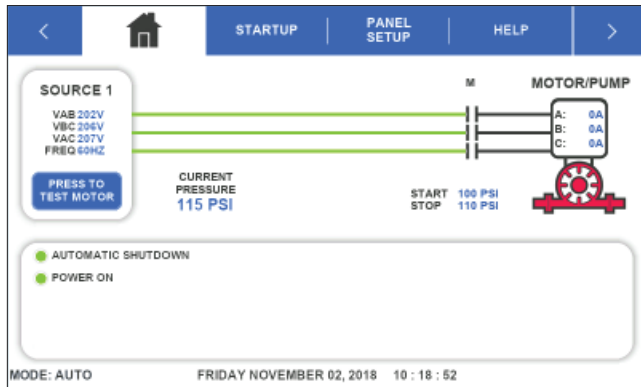 STARTUP
PANEL
SETUP
HELP
SOURCE 1
VAB 202V
VBC 206V
VAC 207V
FREQ 60HZ
PRESS TO
TEST MOTOR
CURRENT
PRESSURE
115 PSI
M
START 100 PSI
STOP 110 PSI
MOTOR/PUMP
A: 0A
B: 0A
C: 0A
AUTOMATIC SHUTDOWN
POWER ON
MODE: AUTO
FRIDAY NOVEMBER 02, 2018 10 : 18 : 52